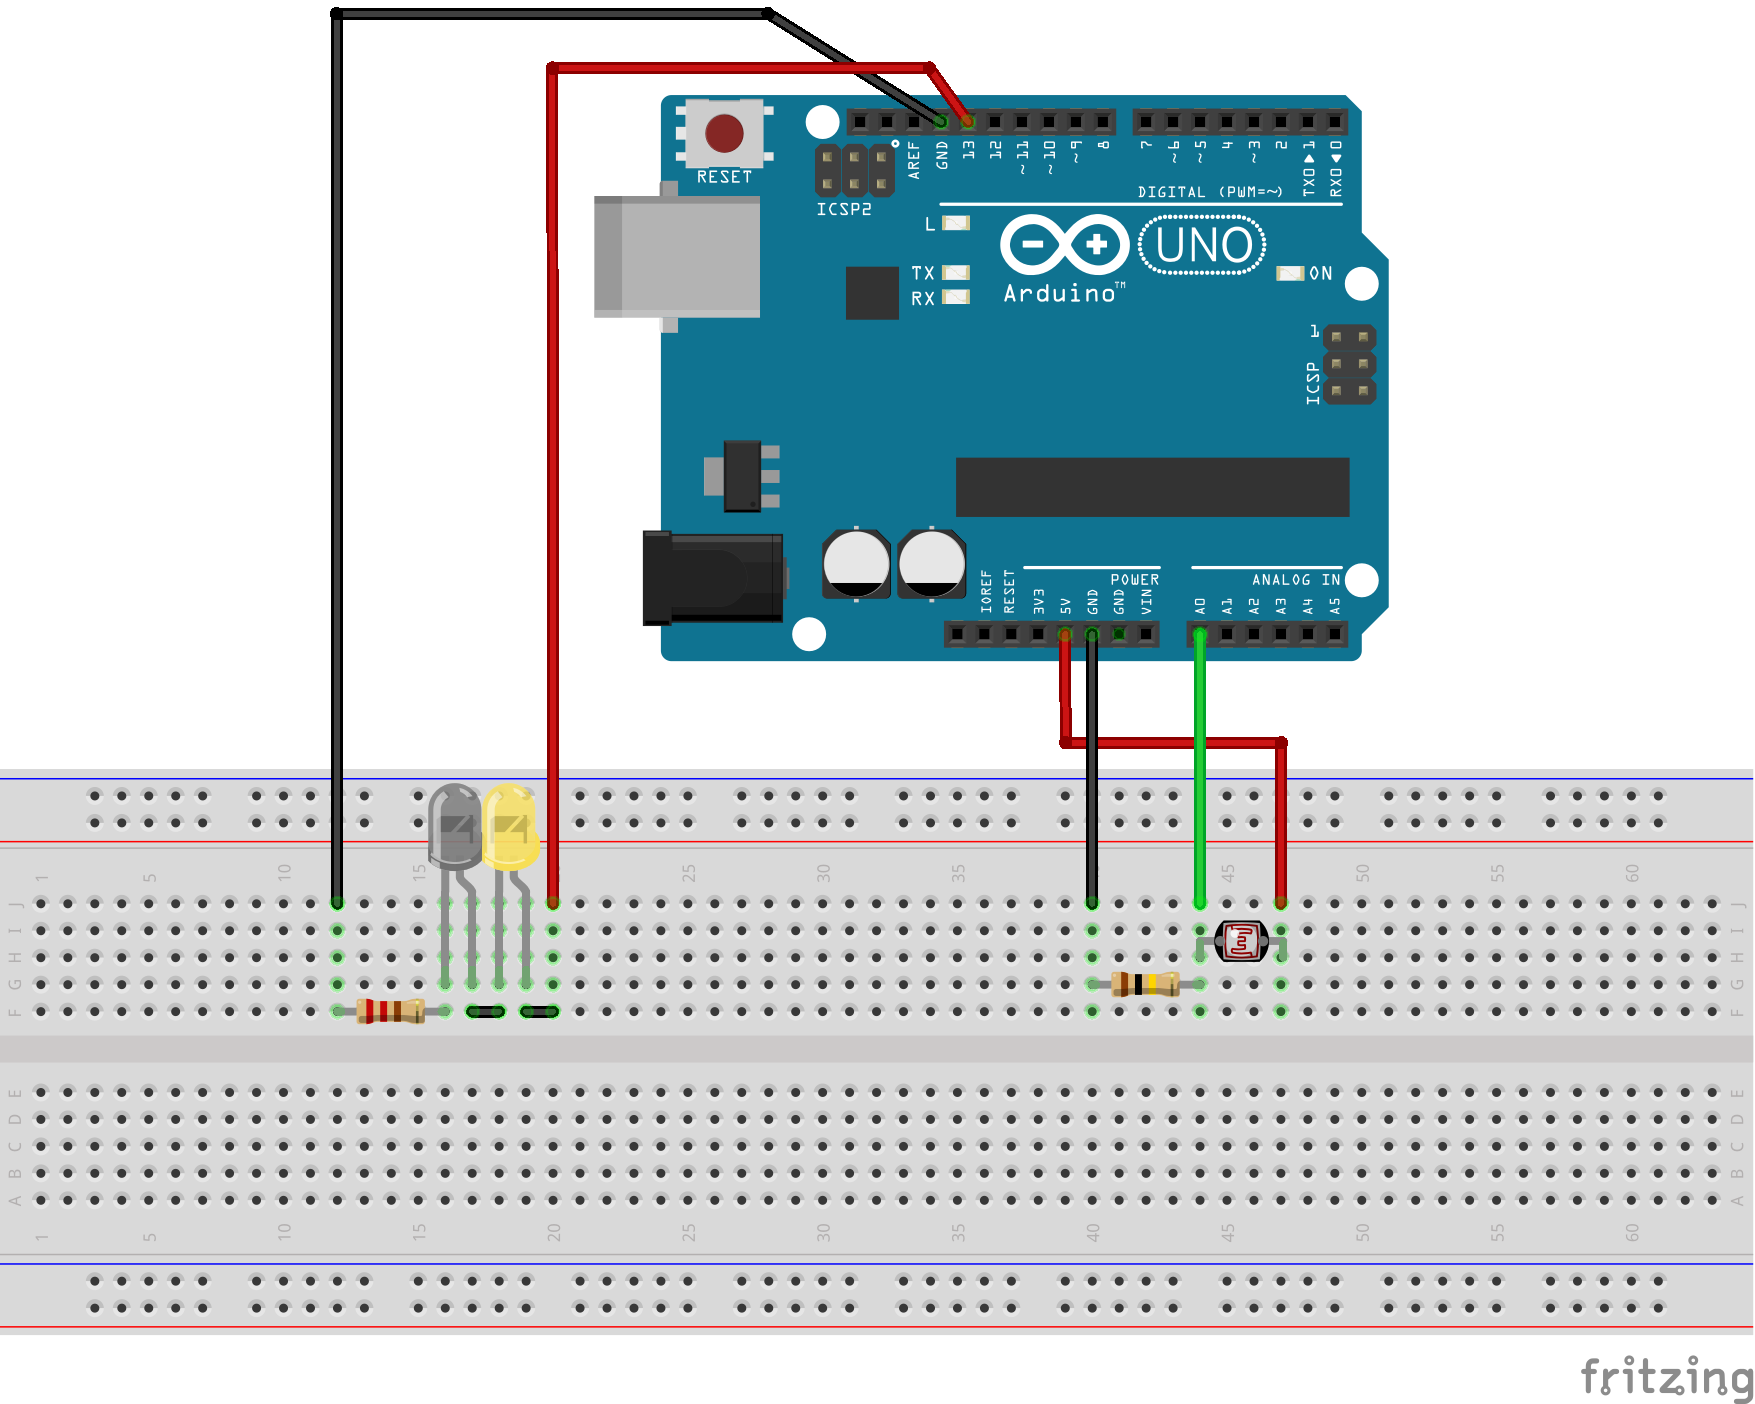 RESET
ICSP2
AREF
GND
13
12
~11
~10
~9
8
7
~6
~5
4
~3
2
TX0▶1
RX0◀0
DIGITAL (PWM=~)
L
TX
RX
Arduino™
UNO
ON
1
ICSP
IOREF
RESET
3V3
5V
GND
GND
VIN
POWER
A0
A1
A2
A3
A4
A5
ANALOG IN
1 5 10 15 25 30 35 40 45 50 55 60
J J
I I
H H
G G
F F
E E
D D
C C
B B
A A
1 5 10 15 20 25 30 35 40 45 50 55 60
fritzing